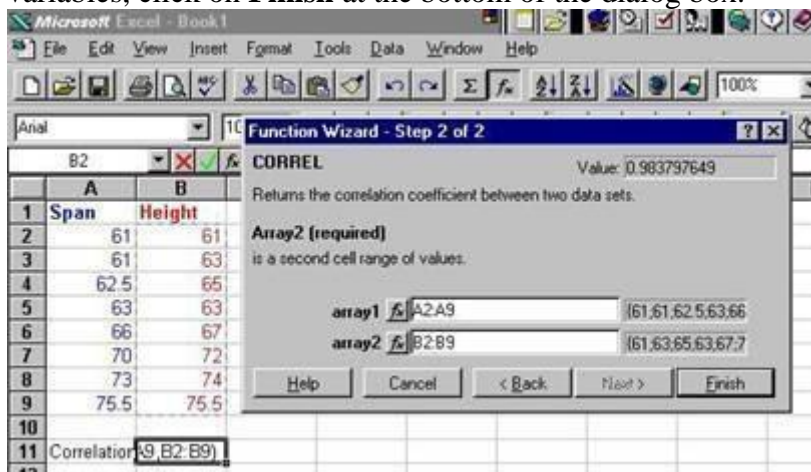 variables, click on Finish at the bottom of the dialog box.
Microsoft Excel - Book1
File Edit View Insert Format Tools Data Window Help
100%
Arial 10
B2
Function Wizard - Step 2 of 2
CORREL Value: 0.983797649
Returns the correlation coefficient between two data sets.
Array2 (required)
is a second cell range of values.
array1 fx A2:A9 {61,61,62.5,63,66
array2 fx B2:B9 {61,63,65,63,67,7
Help Cancel < Back Next > Finish
A B
1 Span Height
2 61 61
3 61 63
4 62.5 65
5 63 63
6 66 67
7 70 72
8 73 74
9 75.5 75.5
10
11 Correlation A9,B2:B9)